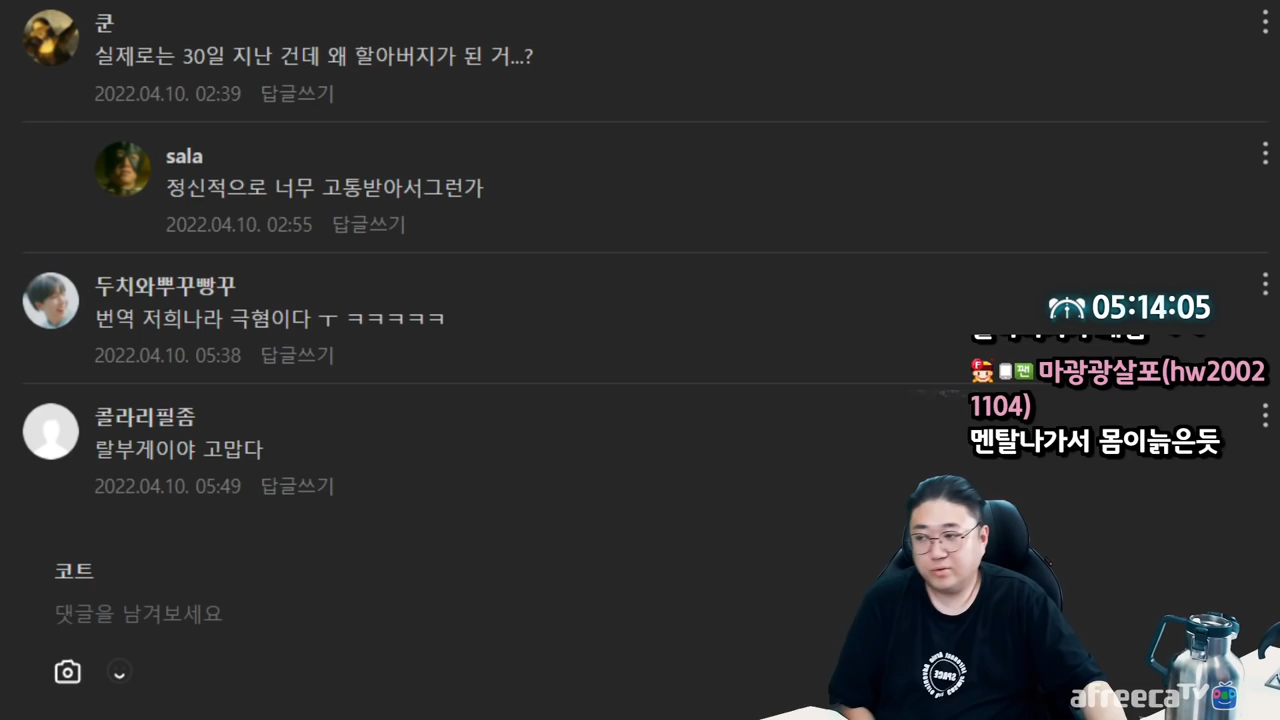 쿤
실제로는 30일 지난 건데 왜 할아버지가 된 거...?
2022.04.10. 02:39 답글쓰기
sala
정신적으로 너무 고통받아서그런가
2022.04.10. 02:55 답글쓰기
두치와뿌꾸빵꾸
번역 저희나라 극혐이다 ㅜ ㅋㅋㅋㅋㅋ
2022.04.10. 05:38 답글쓰기
콜라리필좀
랄부게이야 고맙다
2022.04.10. 05:49 답글쓰기
코트
댓글을 남겨보세요
05:14:05
팬 마광광살포(hw2002
1104)
멘탈나가서 몸이늙은듯
SPACE
afreecaTV